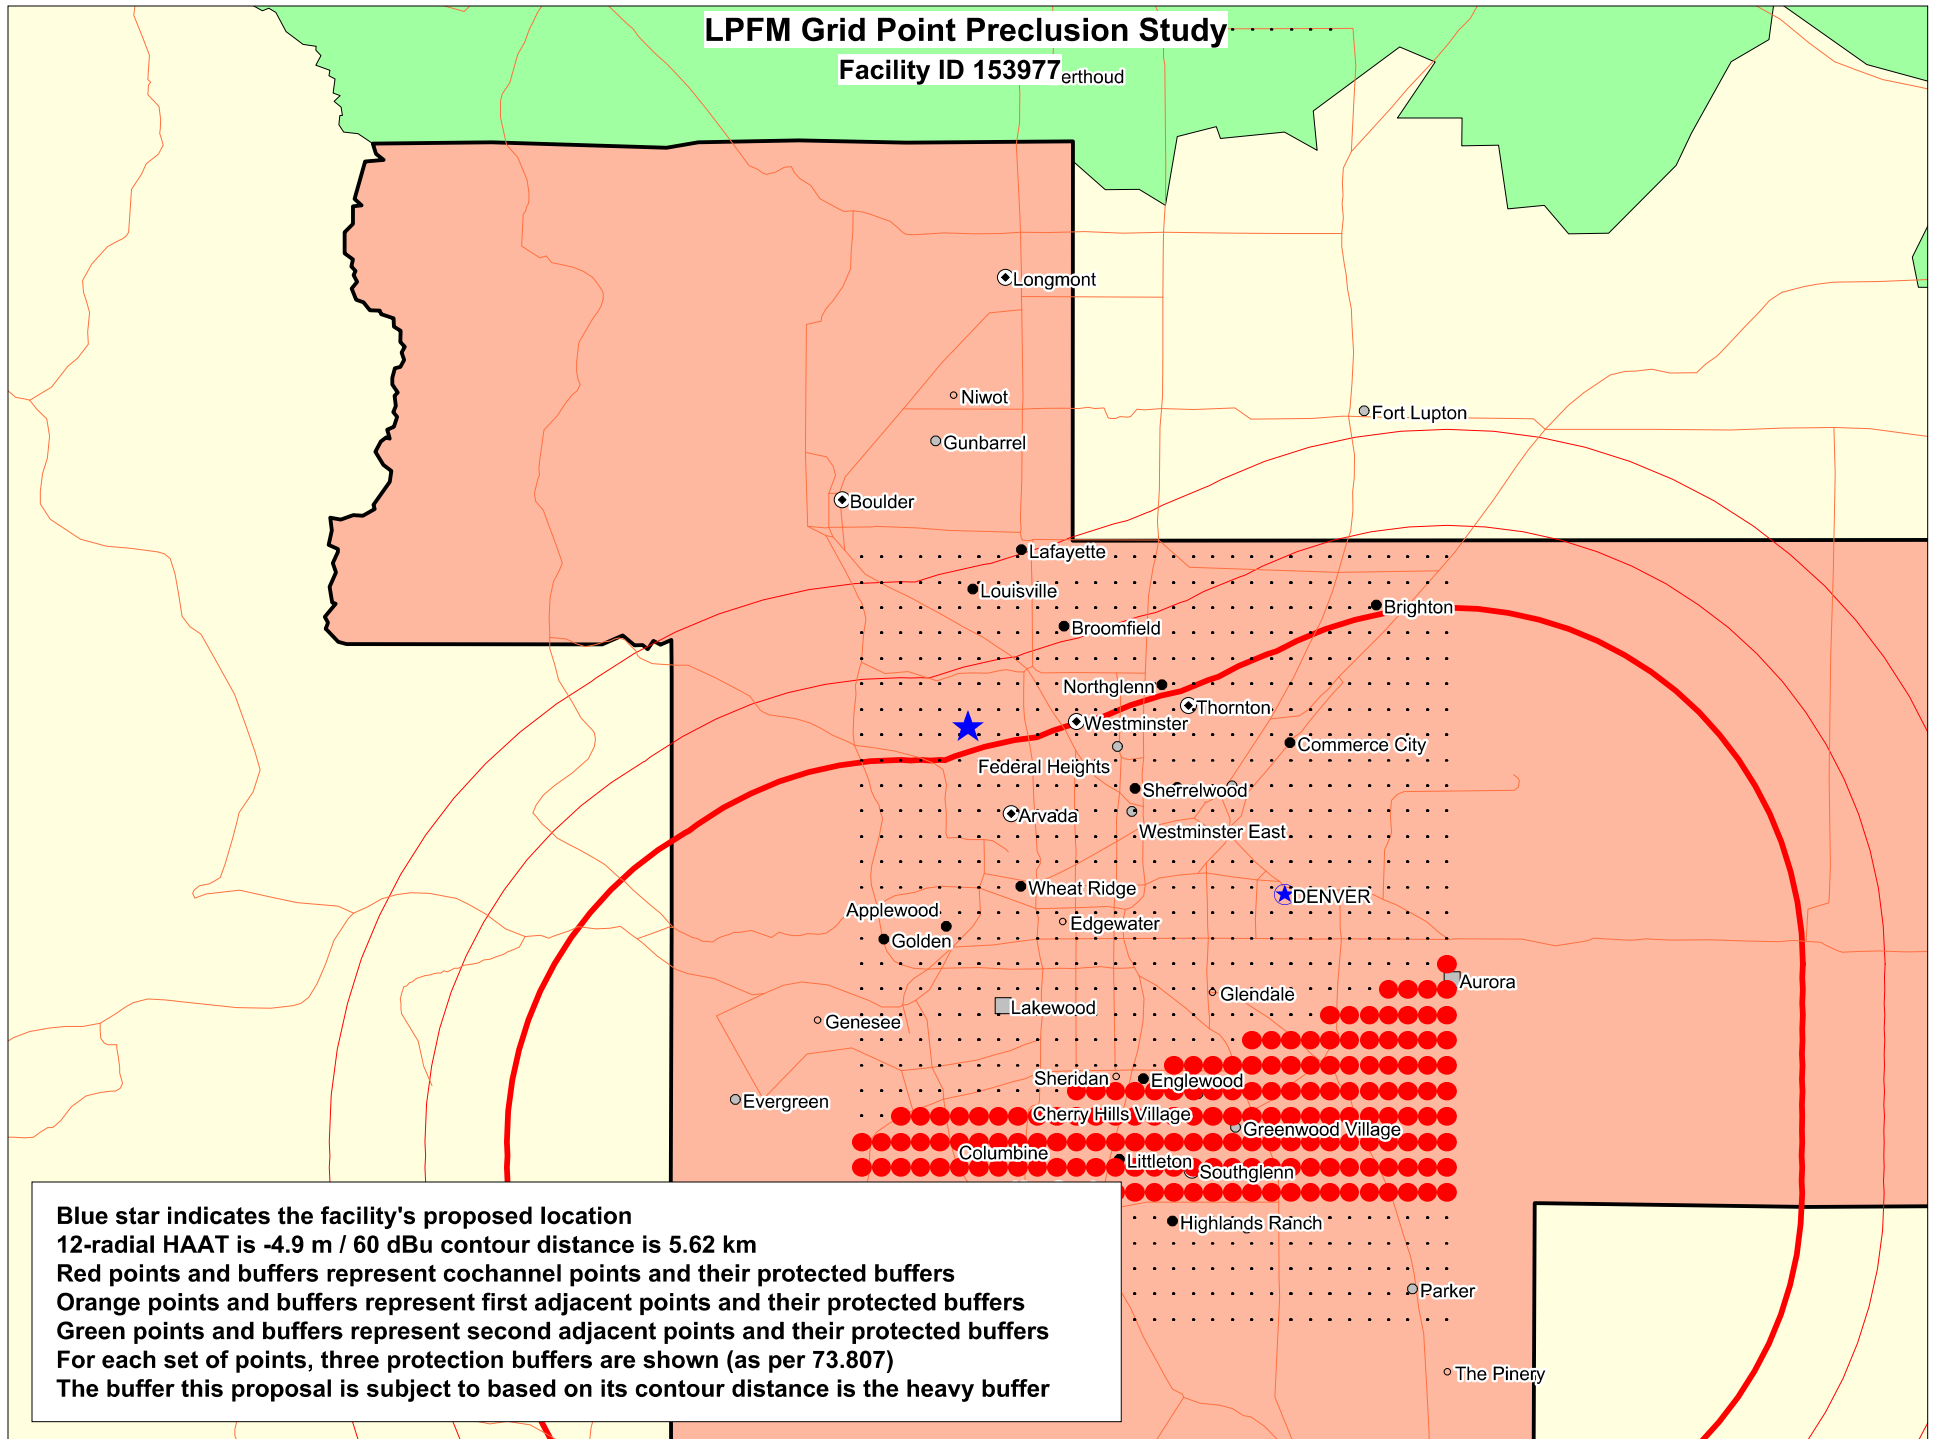 LPFM Grid Point Preclusion Study
Facility ID 153977
erthoud
Longmont
Niwot
Fort Lupton
Gunbarrel
Boulder
Lafayette
Louisville
Brighton
Broomfield
Northglenn
Thornton
Westminster
Commerce City
Federal Heights
Sherrelwood
Arvada
Westminster East
Wheat Ridge
DENVER
Applewood
Edgewater
Golden
Aurora
Glendale
Lakewood
Genesee
Sheridan
Englewood
Evergreen
Cherry Hills Village
Greenwood Village
Columbine
Littleton
Southglenn
Highlands Ranch
Parker
The Pinery
Blue star indicates the facility's proposed location
12-radial HAAT is -4.9 m / 60 dBu contour distance is 5.62 km
Red points and buffers represent cochannel points and their protected buffers
Orange points and buffers represent first adjacent points and their protected buffers
Green points and buffers represent second adjacent points and their protected buffers
For each set of points, three protection buffers are shown (as per 73.807)
The buffer this proposal is subject to based on its contour distance is the heavy buffer